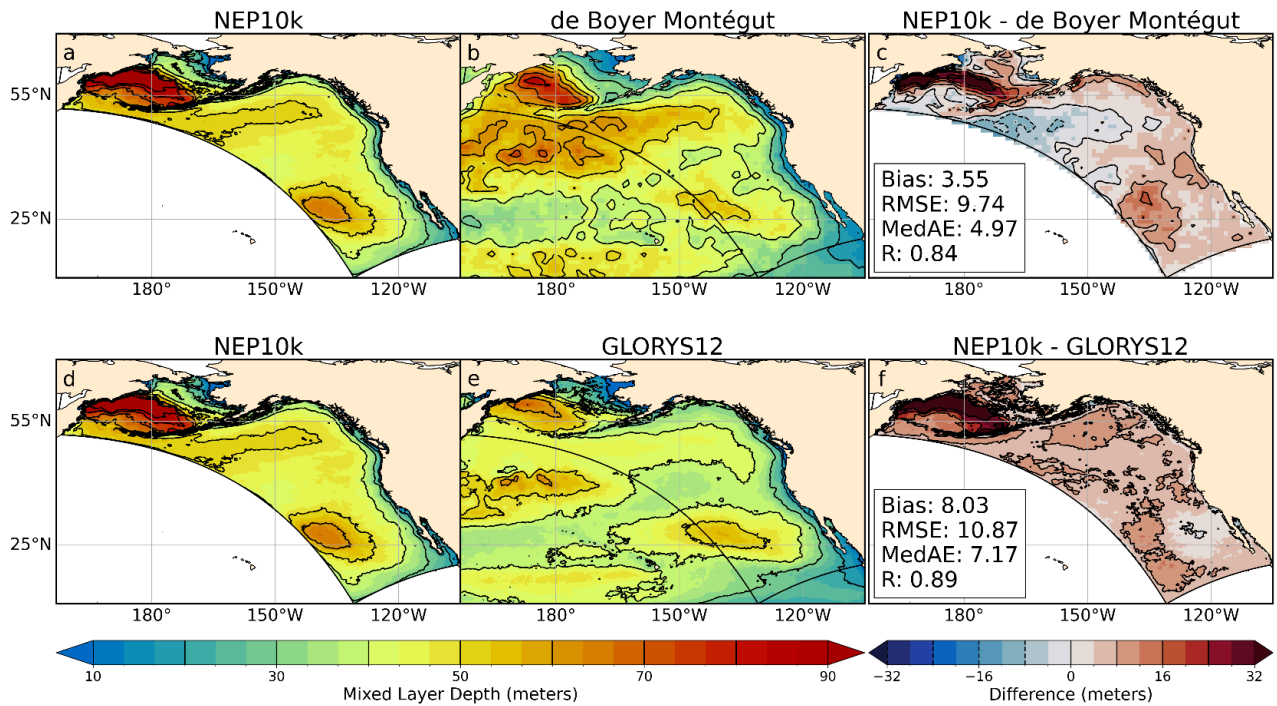 NEP10k
de Boyer Montégut
NEP10k - de Boyer Montégut
a
b
c
55°N
25°N
Bias: 3.55
RMSE: 9.74
MedAE: 4.97
R: 0.84
180°
150°W
120°W
180°
150°W
120°W
180°
150°W
120°W
NEP10k
GLORYS12
NEP10k - GLORYS12
d
e
f
55°N
25°N
Bias: 8.03
RMSE: 10.87
MedAE: 7.17
R: 0.89
180°
150°W
120°W
180°
150°W
120°W
180°
150°W
120°W
10
30
50
70
90
Mixed Layer Depth (meters)
−32
−16
0
16
32
Difference (meters)